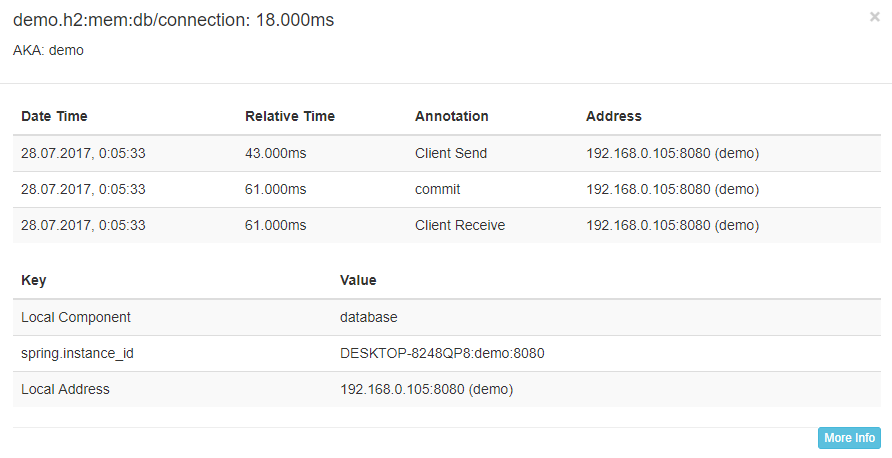 demo.h2:mem:db/connection: 18.000ms
×
AKA: demo
Date Time Relative Time Annotation Address
28.07.2017, 0:05:33 43.000ms Client Send 192.168.0.105:8080 (demo)
28.07.2017, 0:05:33 61.000ms commit 192.168.0.105:8080 (demo)
28.07.2017, 0:05:33 61.000ms Client Receive 192.168.0.105:8080 (demo)
Key Value
Local Component database
spring.instance_id DESKTOP-8248QP8:demo:8080
Local Address 192.168.0.105:8080 (demo)
More Info